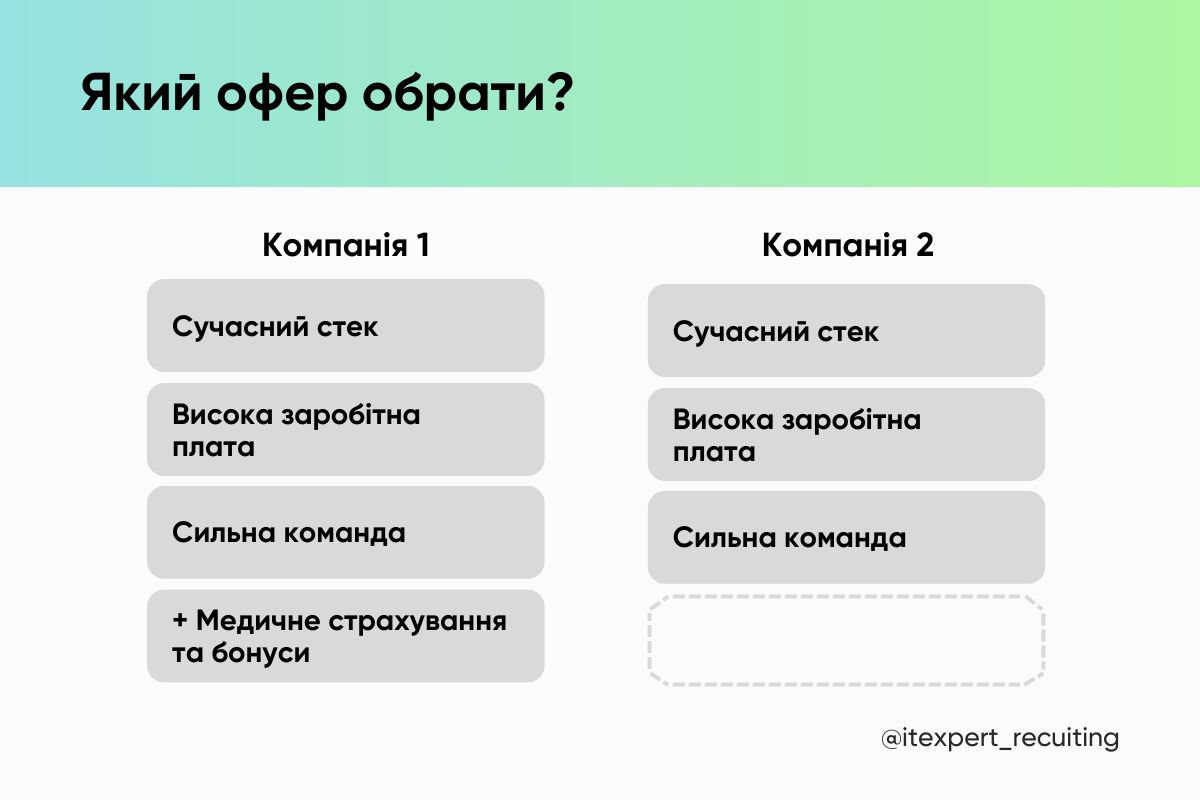 Який офер обрати?
Компанія 1
Сучасний стек
Висока заробітна
плата
Сильна команда
+ Медичне страхування
та бонуси
Компанія 2
Сучасний стек
Висока заробітна
плата
Сильна команда
@itexpert_recuiting